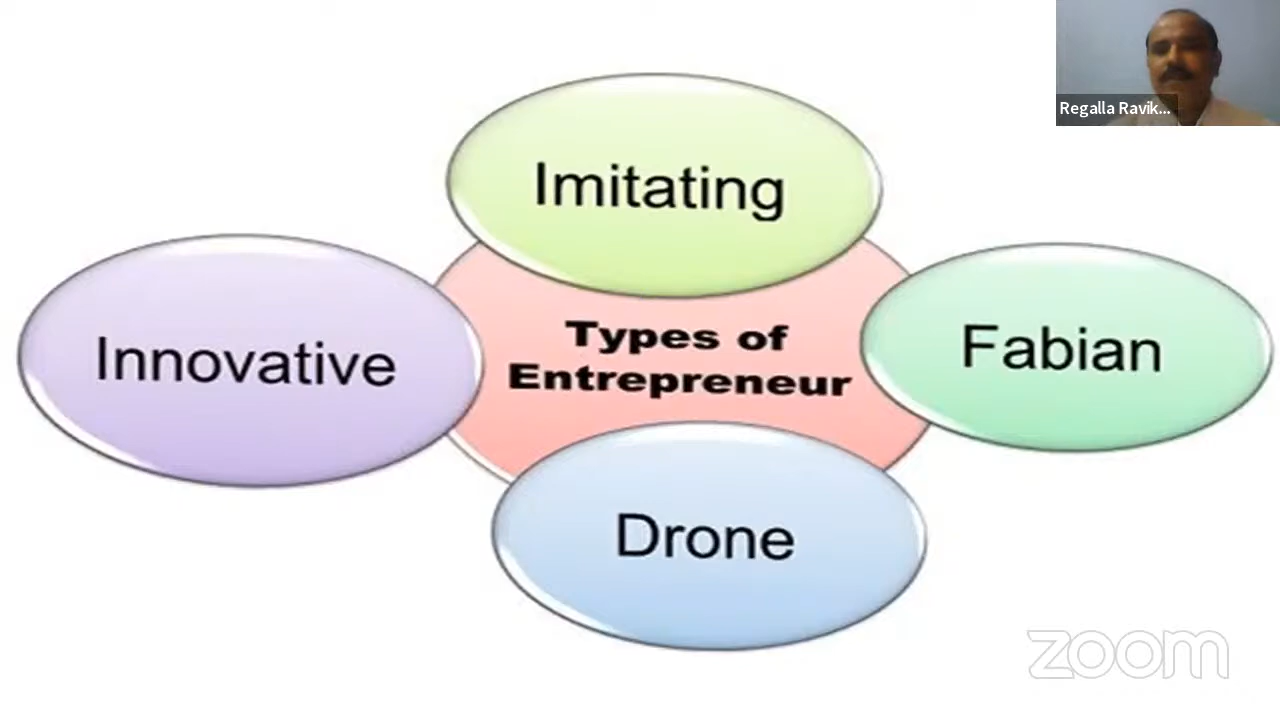 Regalla Ravik...
Imitating
Innovative
Types of
Entrepreneur
Fabian
Drone
zoom